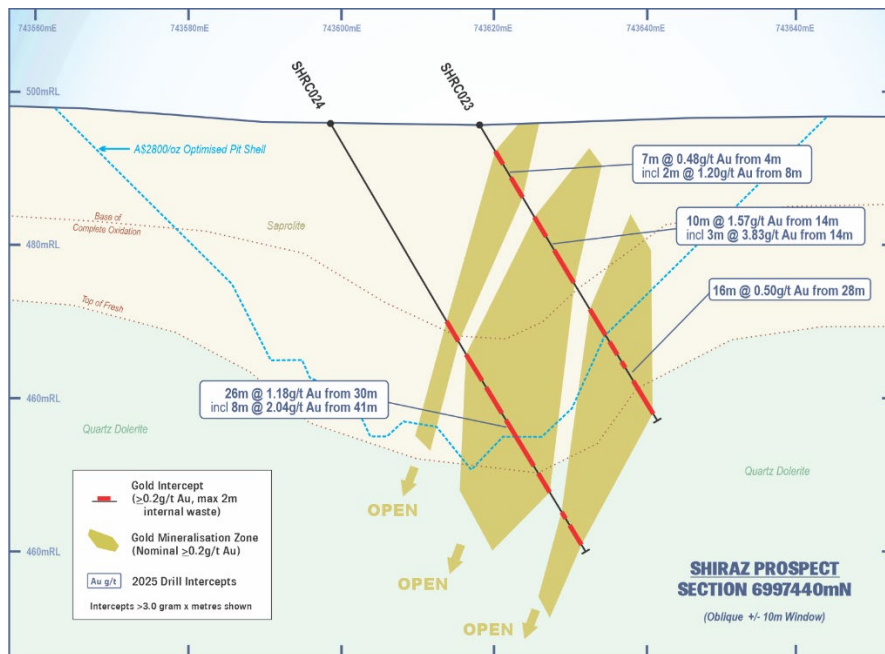 743560mE
743580mE
743600mE
743620mE
743640mE
743640mE
500mRL
480mRL
460mRL
460mRL
SHRC024
SHRC023
A$2800/oz Optimised Pit Shell
Base of
Complete Oxidation
Saprolite
Top of Fresh
7m @ 0.48g/t Au from 4m
incl 2m @ 1.20g/t Au from 8m
10m @ 1.57g/t Au from 14m
incl 3m @ 3.83g/t Au from 14m
16m @ 0.50g/t Au from 28m
26m @ 1.18g/t Au from 30m
incl 8m @ 2.04g/t Au from 41m
Quartz Dolerite
Quartz Dolerite
OPEN
OPEN
OPEN
Gold Intercept
(≥0.2g/t Au, max 2m
internal waste)
Gold Mineralisation Zone
(Nominal ≥0.2g/t Au)
Au g/t
2025 Drill Intercepts
Intercepts >3.0 gram x metres shown
SHIRAZ PROSPECT
SECTION 6997440mN
(Oblique +/- 10m Window)